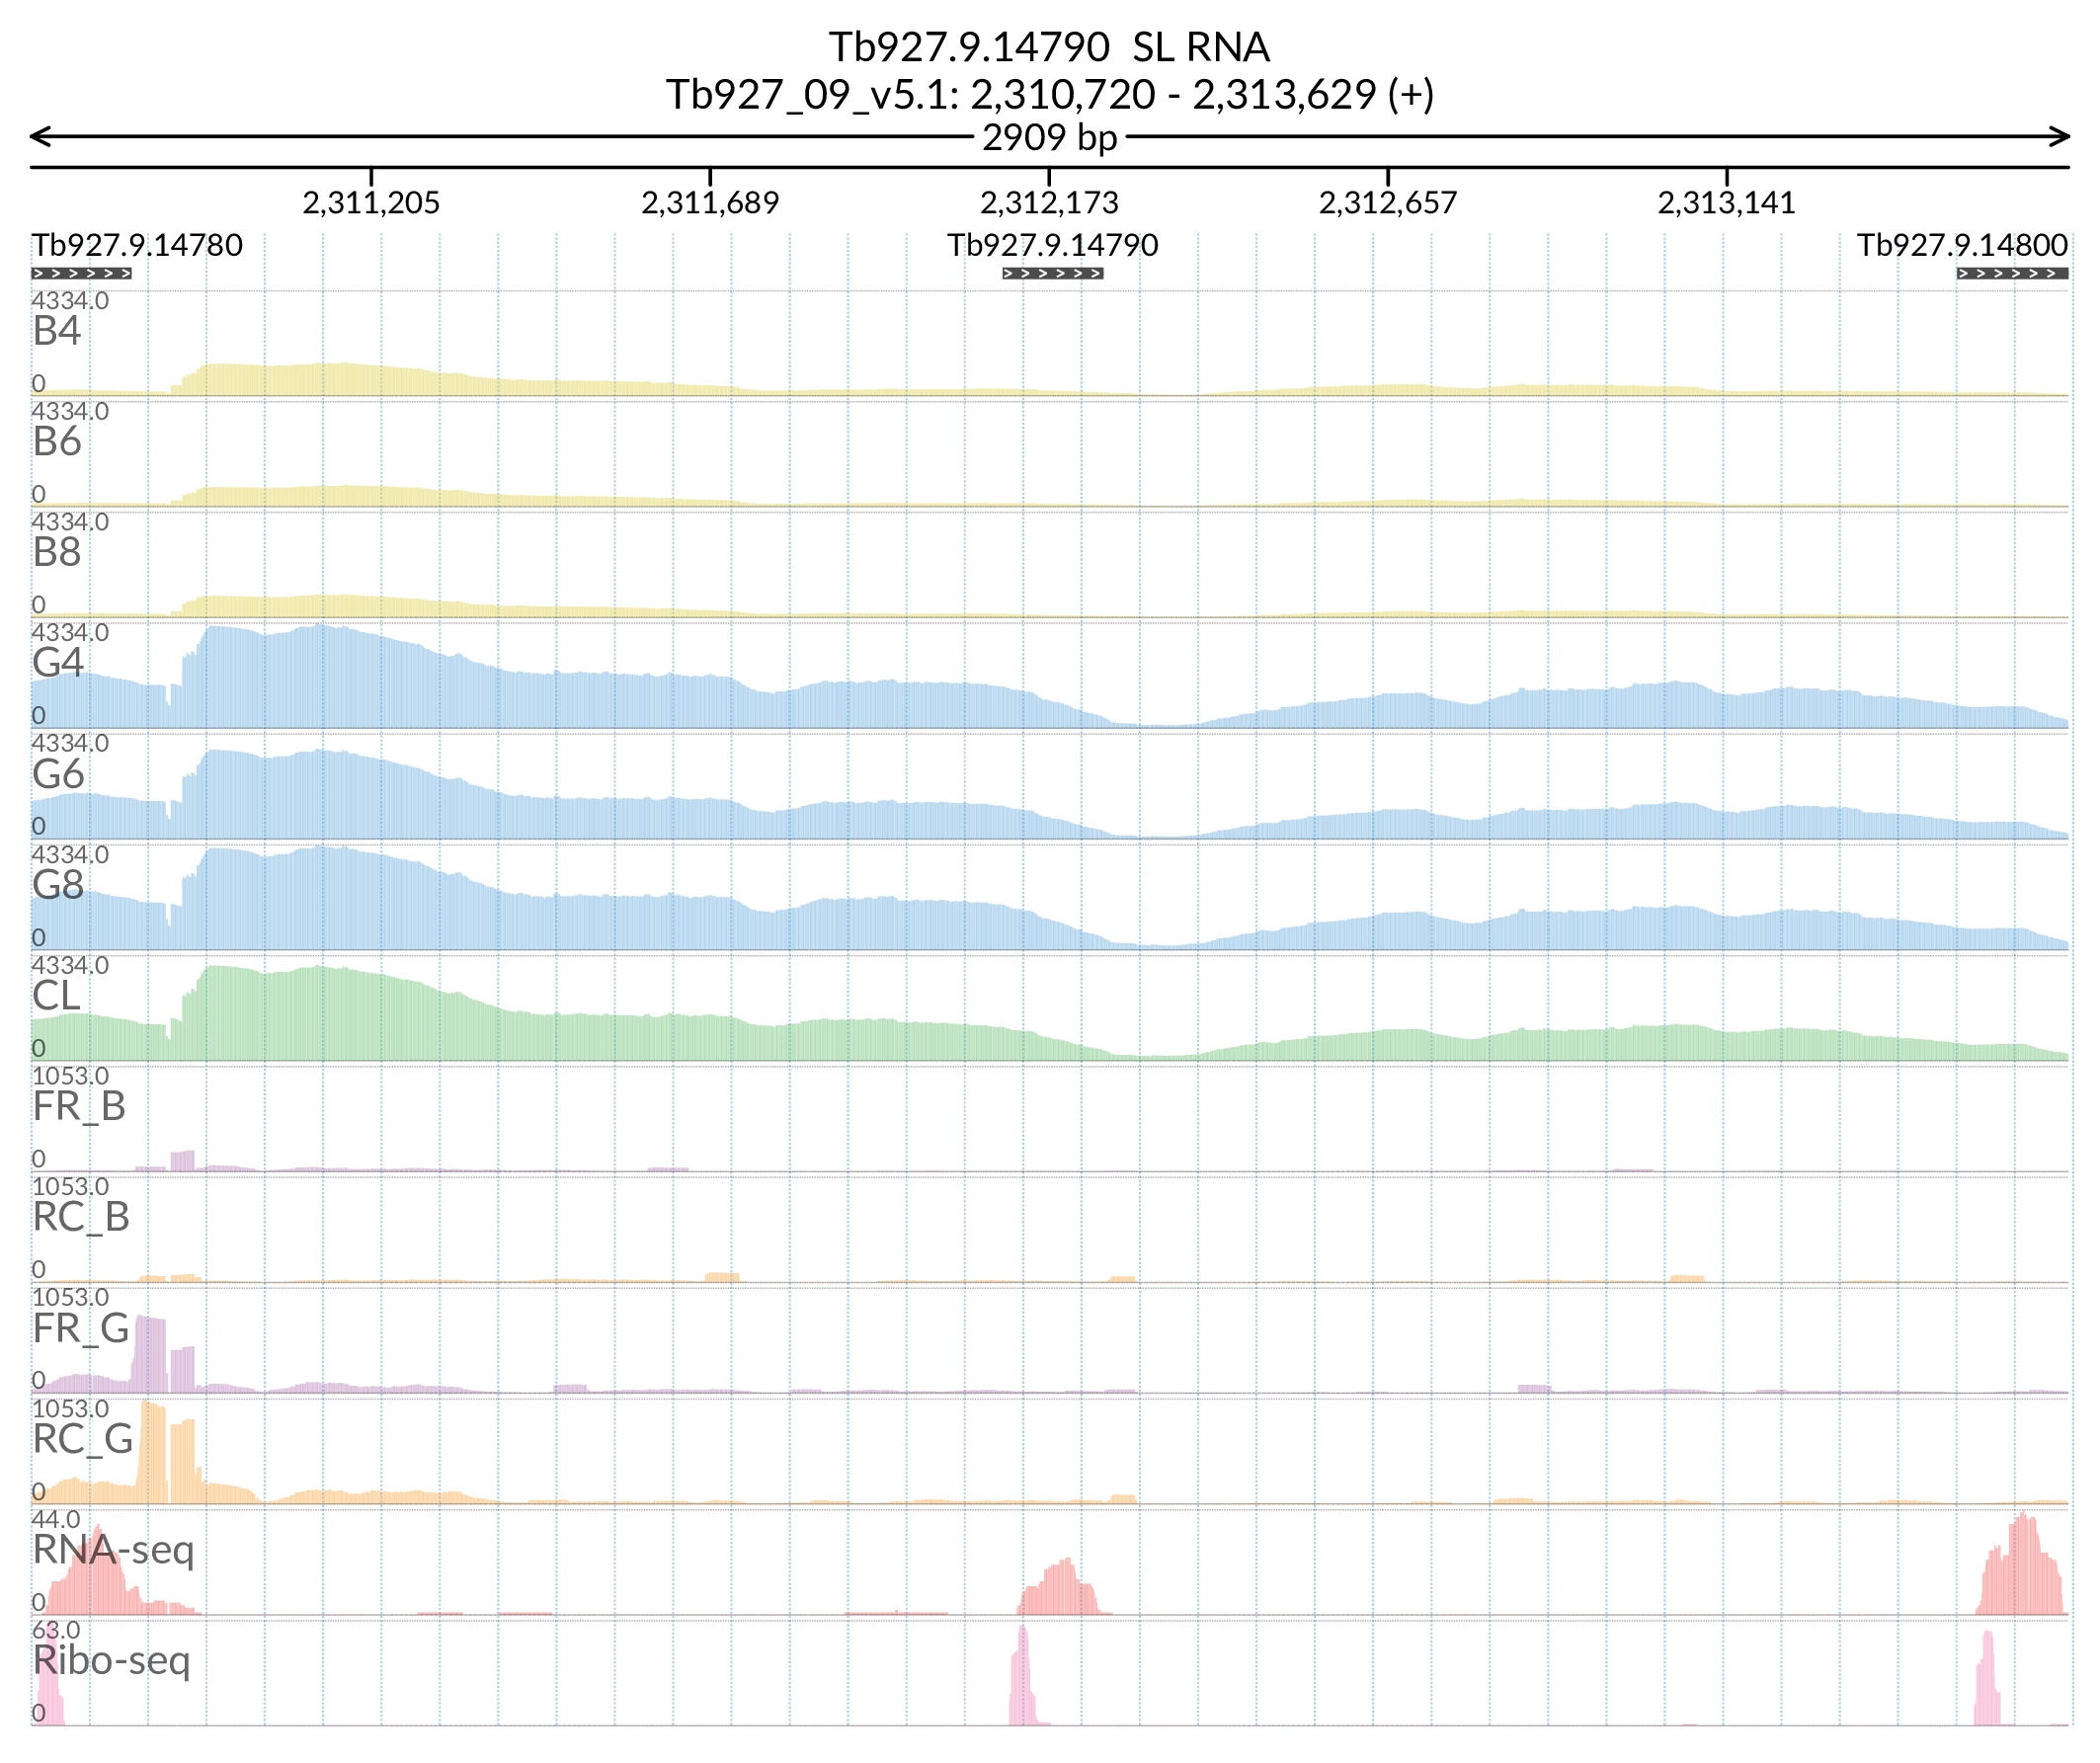 Tb927.9.14790  SL RNA
Tb927_09_v5.1: 2,310,720 - 2,313,629 (+)
2909 bp
2,311,205 2,311,689 2,312,173 2,312,657 2,313,141
Tb927.9.14780 Tb927.9.14790 Tb927.9.14800
4334.0
B4
0
4334.0
B6
0
4334.0
B8
0
4334.0
G4
0
4334.0
G6
0
4334.0
G8
0
4334.0
CL
0
1053.0
FR_B
0
1053.0
RC_B
0
1053.0
FR_G
0
1053.0
RC_G
0
44.0
RNA-seq
0
63.0
Ribo-seq
0